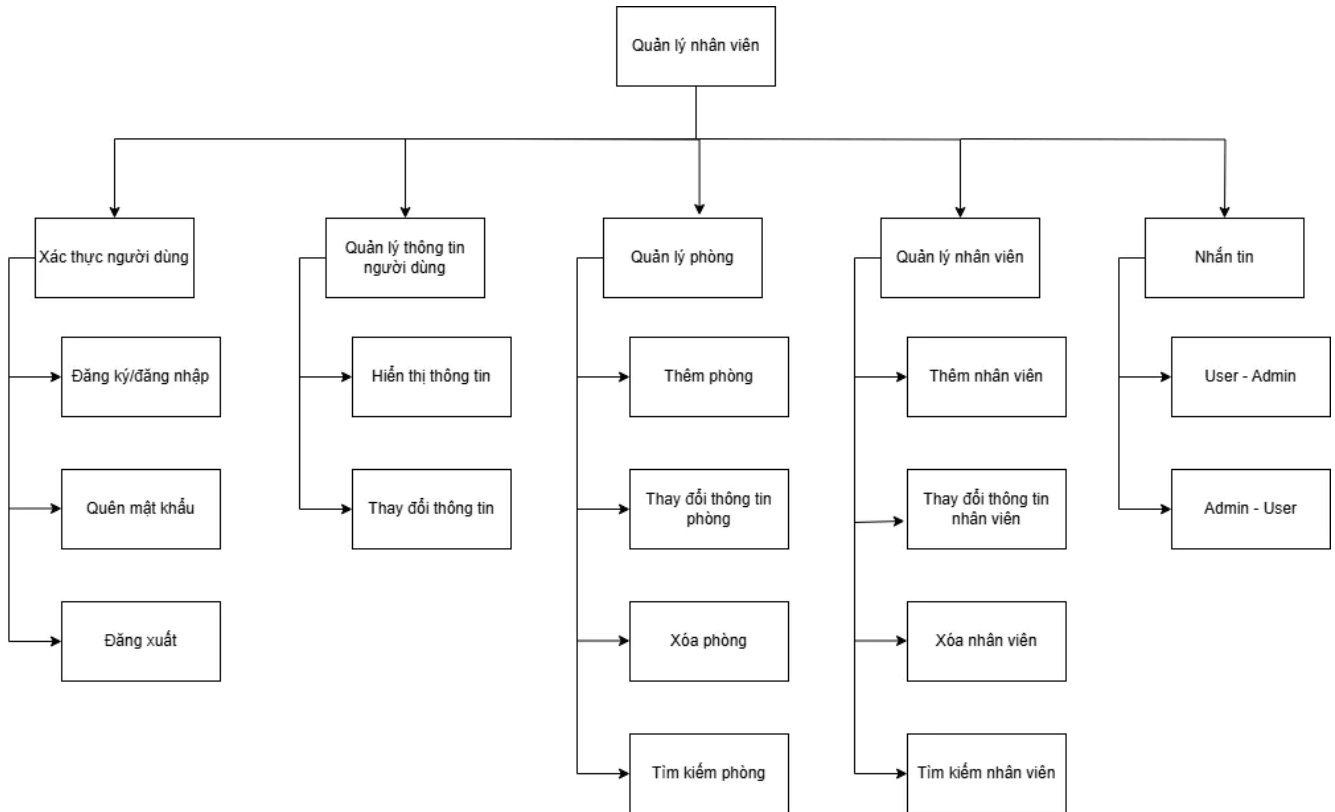 Quản lý nhân viên
Xác thực người dùng
Quản lý thông tin
người dùng
Quản lý phòng
Quản lý nhân viên
Nhắn tin
Đăng ký/đăng nhập
Hiển thị thông tin
Thêm phòng
Thêm nhân viên
User - Admin
Quên mật khẩu
Thay đổi thông tin
Thay đổi thông tin
phòng
Thay đổi thông tin
nhân viên
Admin - User
Đăng xuất
Xóa phòng
Xóa nhân viên
Tìm kiếm phòng
Tìm kiếm nhân viên